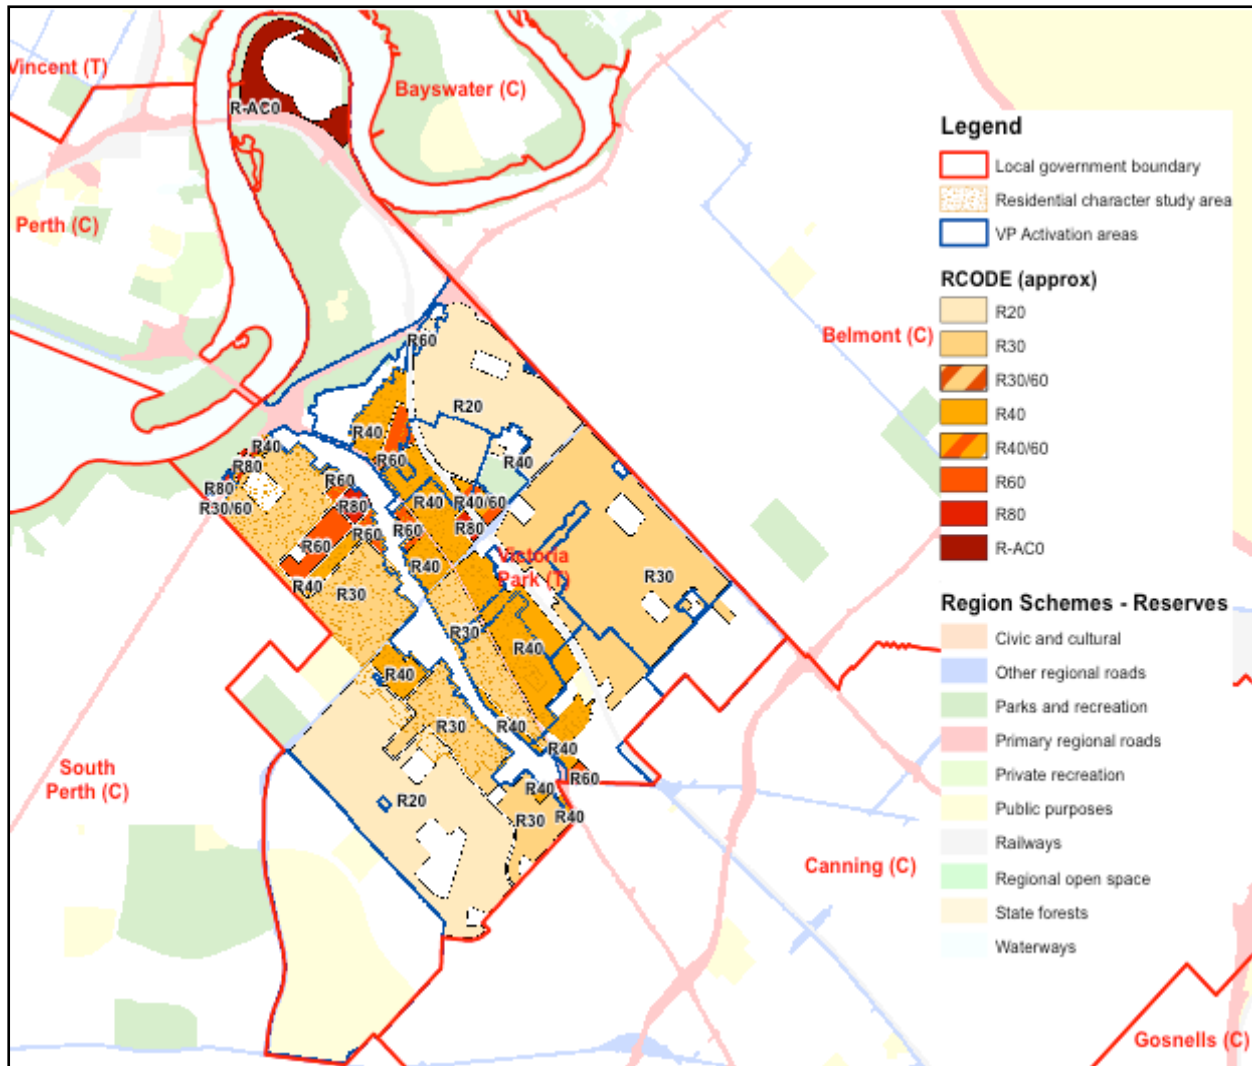 Vincent (T)
Bayswater (C)
R-AC0
Perth (C)
Belmont (C)
R60
R20
R40
R40
R40
R60
R80
R60
R80
R80
R40
R40/60
R30/60
R60
R60
R80
R60
Victoria
Park (T)
R40
R40
R30
R30
R30
R40
R40
R30
R40
R40
South
Perth (C)
R60
R20
R40
R30
R40
Canning (C)
Gosnells (C)
Legend
Local government boundary
Residential character study area
VP Activation areas
RCODE (approx)
R20
R30
R30/60
R40
R40/60
R60
R80
R-AC0
Region Schemes - Reserves
Civic and cultural
Other regional roads
Parks and recreation
Primary regional roads
Private recreation
Public purposes
Railways
Regional open space
State forests
Waterways